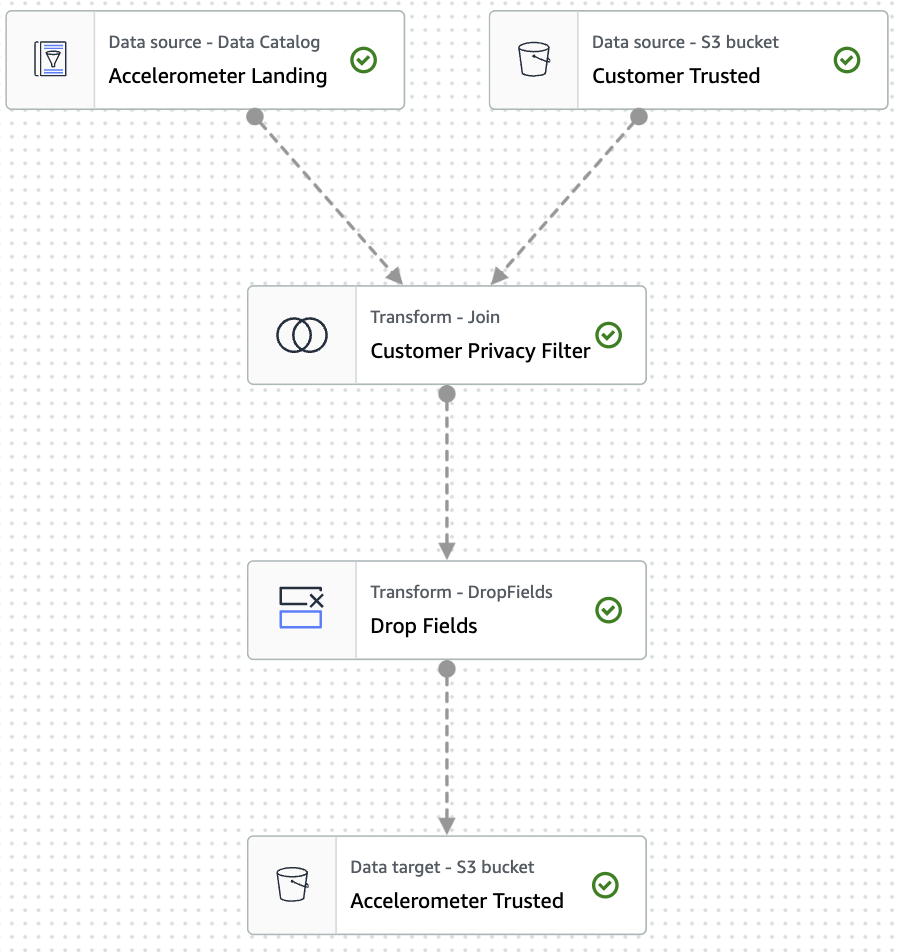 Data source - Data Catalog
Accelerometer Landing
Data source - S3 bucket
Customer Trusted
Transform - Join
Customer Privacy Filter
Transform - DropFields
Drop Fields
Data target - S3 bucket
Accelerometer Trusted